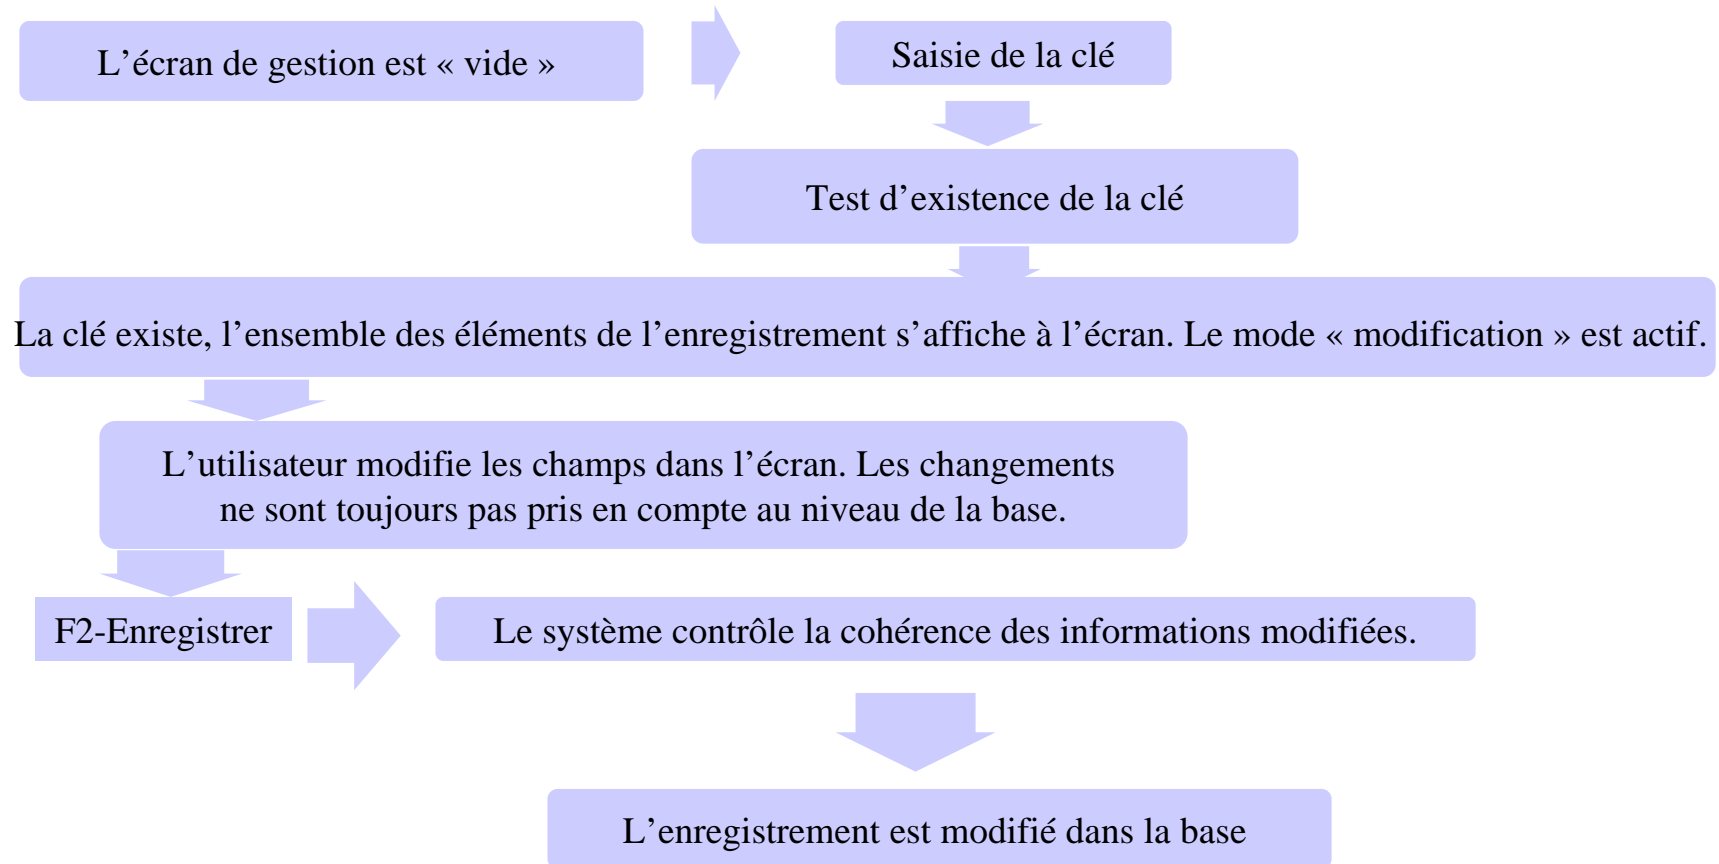 L’écran de gestion est « vide »
Saisie de la clé
Test d’existence de la clé
La clé existe, l’ensemble des éléments de l’enregistrement s’affiche à l’écran. Le mode « modification » est actif.
L’utilisateur modifie les champs dans l’écran. Les changements
ne sont toujours pas pris en compte au niveau de la base.
F2-Enregistrer
Le système contrôle la cohérence des informations modifiées.
L’enregistrement est modifié dans la base